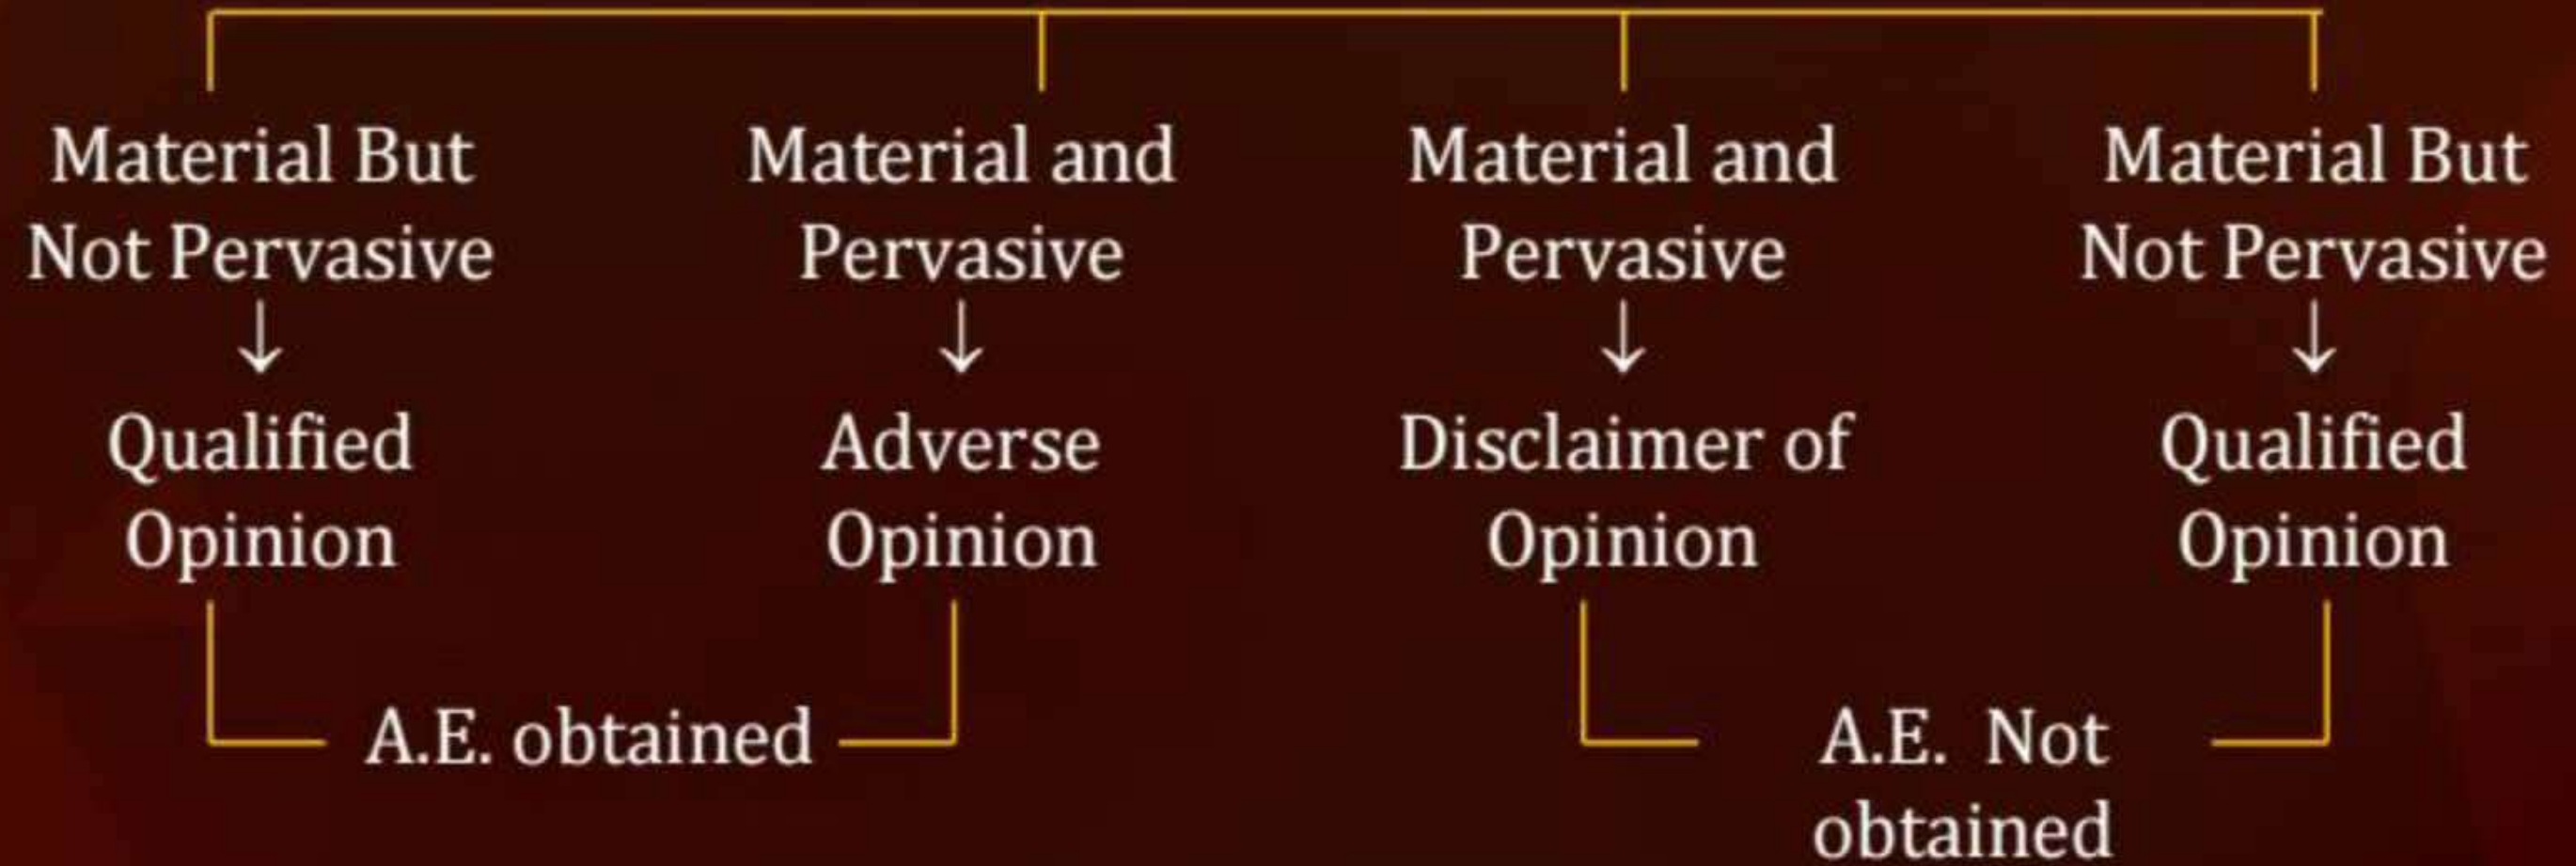 Material But
Not Pervasive
↓
Qualified
Opinion
Material and
Pervasive
↓
Adverse
Opinion
Material and
Pervasive
↓
Disclaimer of
Opinion
Material But
Not Pervasive
↓
Qualified
Opinion
A.E. obtained
A.E. Not
obtained